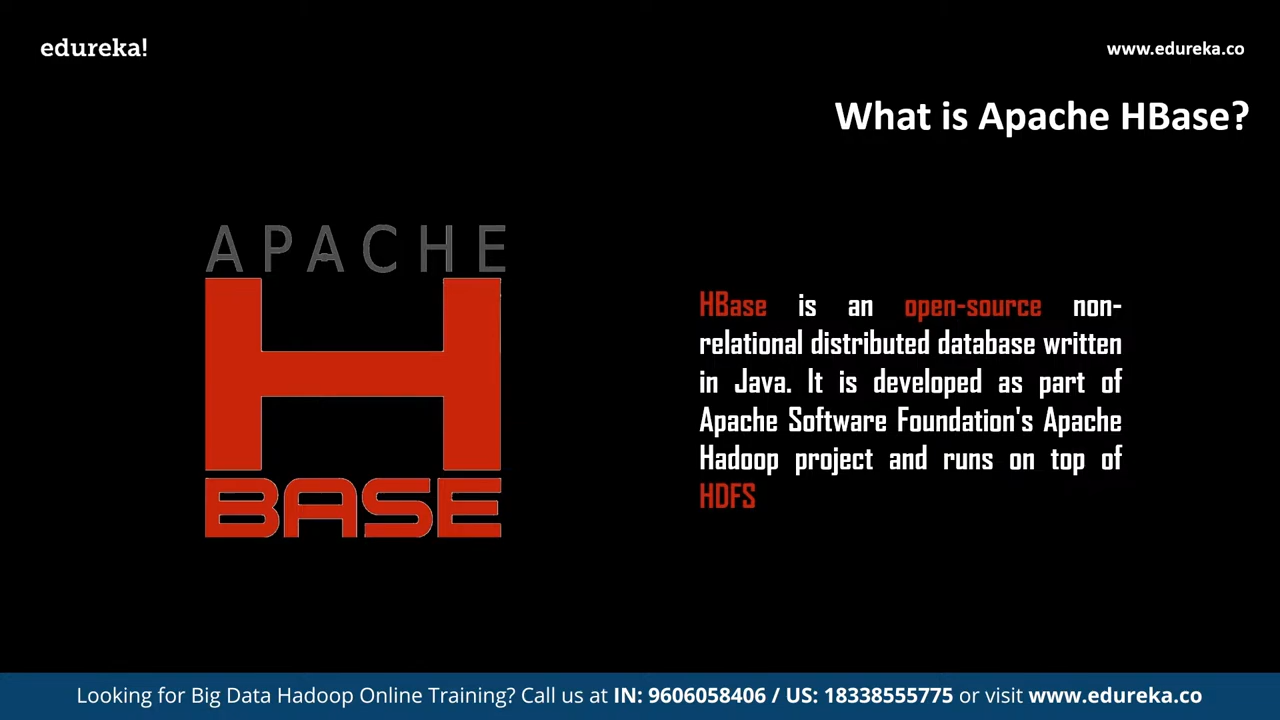 edureka!
www.edureka.co
What is Apache HBase?
APACHE
H
BASE
HBase is an open-source non-
relational distributed database written
in Java. It is developed as part of
Apache Software Foundation's Apache
Hadoop project and runs on top of
HDFS
Looking for Big Data Hadoop Online Training? Call us at IN: 9606058406 / US: 18338555775 or visit www.edureka.co